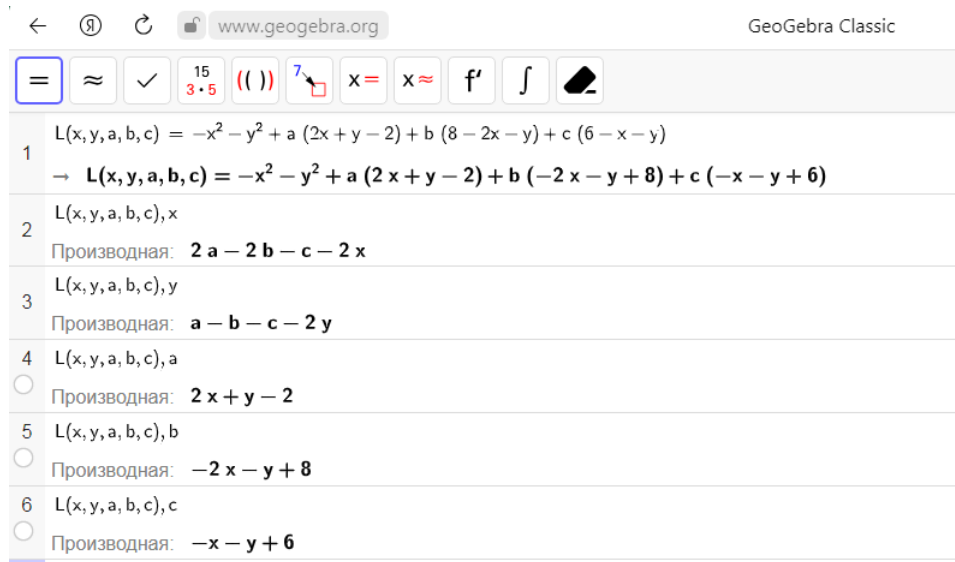 ← Я www.geogebra.org GeoGebra Classic
= ≈ ✓ 15 3·5 (( )) 7 x= x≈ f′ ∫
1 L(x, y, a, b, c) = −x² − y² + a (2x + y − 2) + b (8 − 2x − y) + c (6 − x − y)
→ L(x, y, a, b, c) = −x² − y² + a (2 x + y − 2) + b (−2 x − y + 8) + c (−x − y + 6)
2 L(x, y, a, b, c), x
Производная: 2 a − 2 b − c − 2 x
3 L(x, y, a, b, c), y
Производная: a − b − c − 2 y
4 L(x, y, a, b, c), a
Производная: 2 x + y − 2
5 L(x, y, a, b, c), b
Производная: −2 x − y + 8
6 L(x, y, a, b, c), c
Производная: −x − y + 6